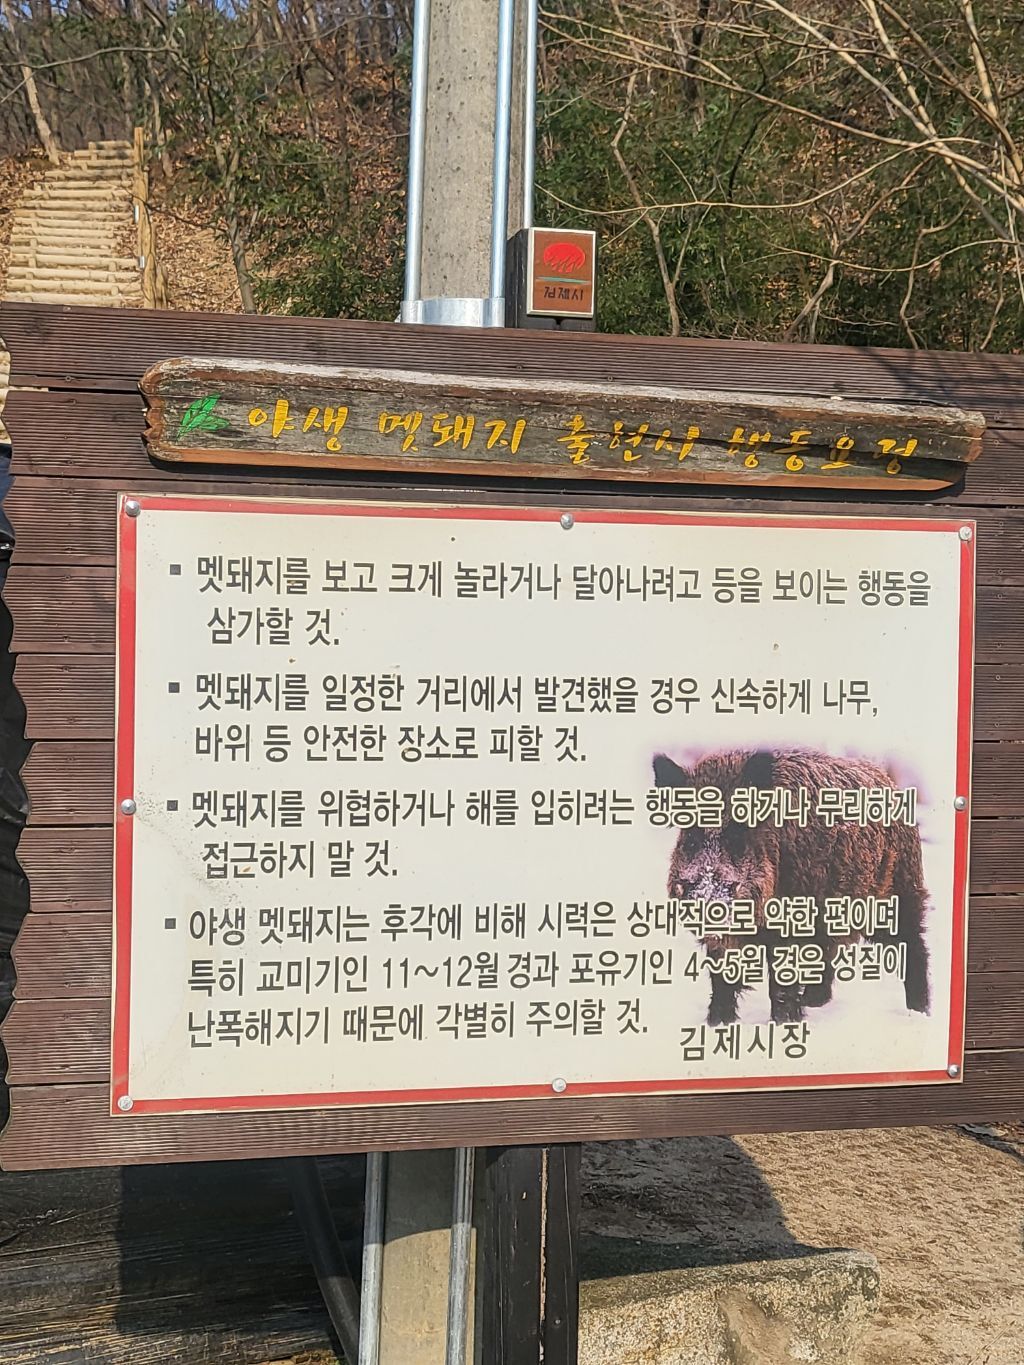 김제시
야생 멧돼지 출현시 행동요령
▪ 멧돼지를 보고 크게 놀라거나 달아나려고 등을 보이는 행동을
삼가할 것.
▪ 멧돼지를 일정한 거리에서 발견했을 경우 신속하게 나무,
바위 등 안전한 장소로 피할 것.
▪ 멧돼지를 위협하거나 해를 입히려는 행동을 하거나 무리하게
접근하지 말 것.
▪ 야생 멧돼지는 후각에 비해 시력은 상대적으로 약한 편이며
특히 교미기인 11~12월 경과 포유기인 4~5월 경은 성질이
난폭해지기 때문에 각별히 주의할 것.
김제시장